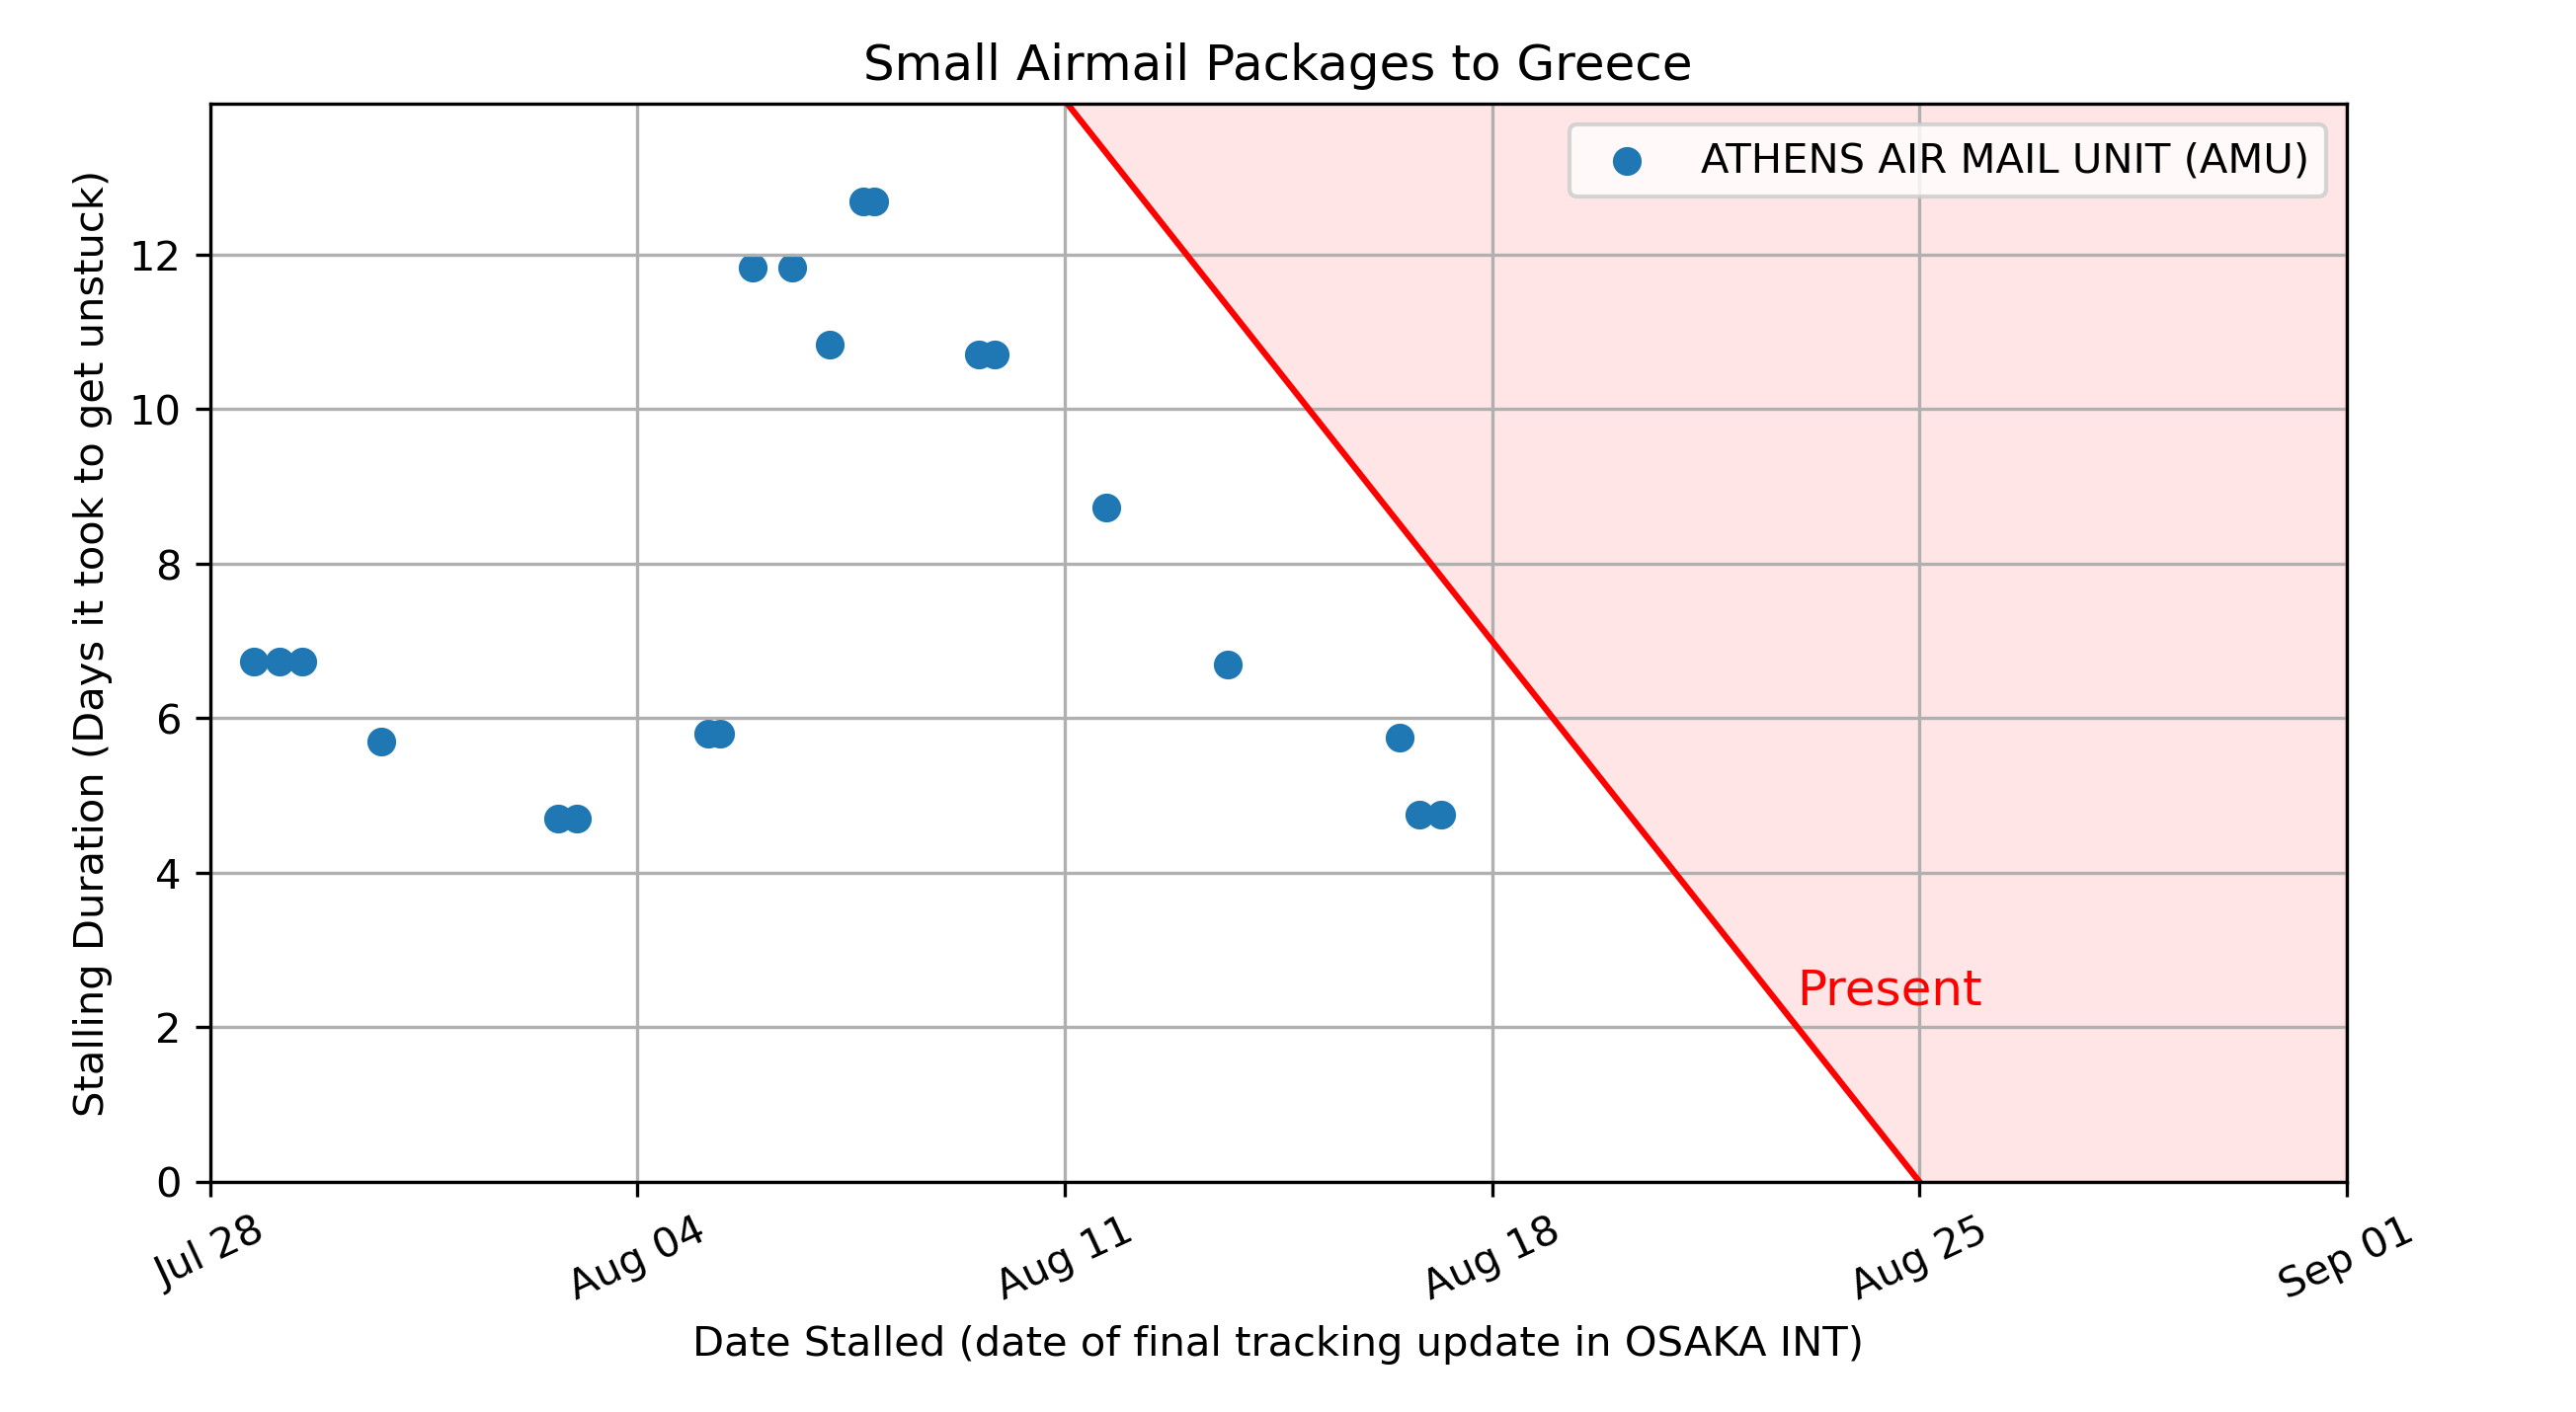 Small Airmail Packages to Greece
ATHENS AIR MAIL UNIT (AMU)
Stalling Duration (Days it took to get unstuck)
12
10
8
6
4
2
0
Present
Jul 28
Aug 04
Aug 11
Aug 18
Aug 25
Sep 01
Date Stalled (date of final tracking update in OSAKA INT)